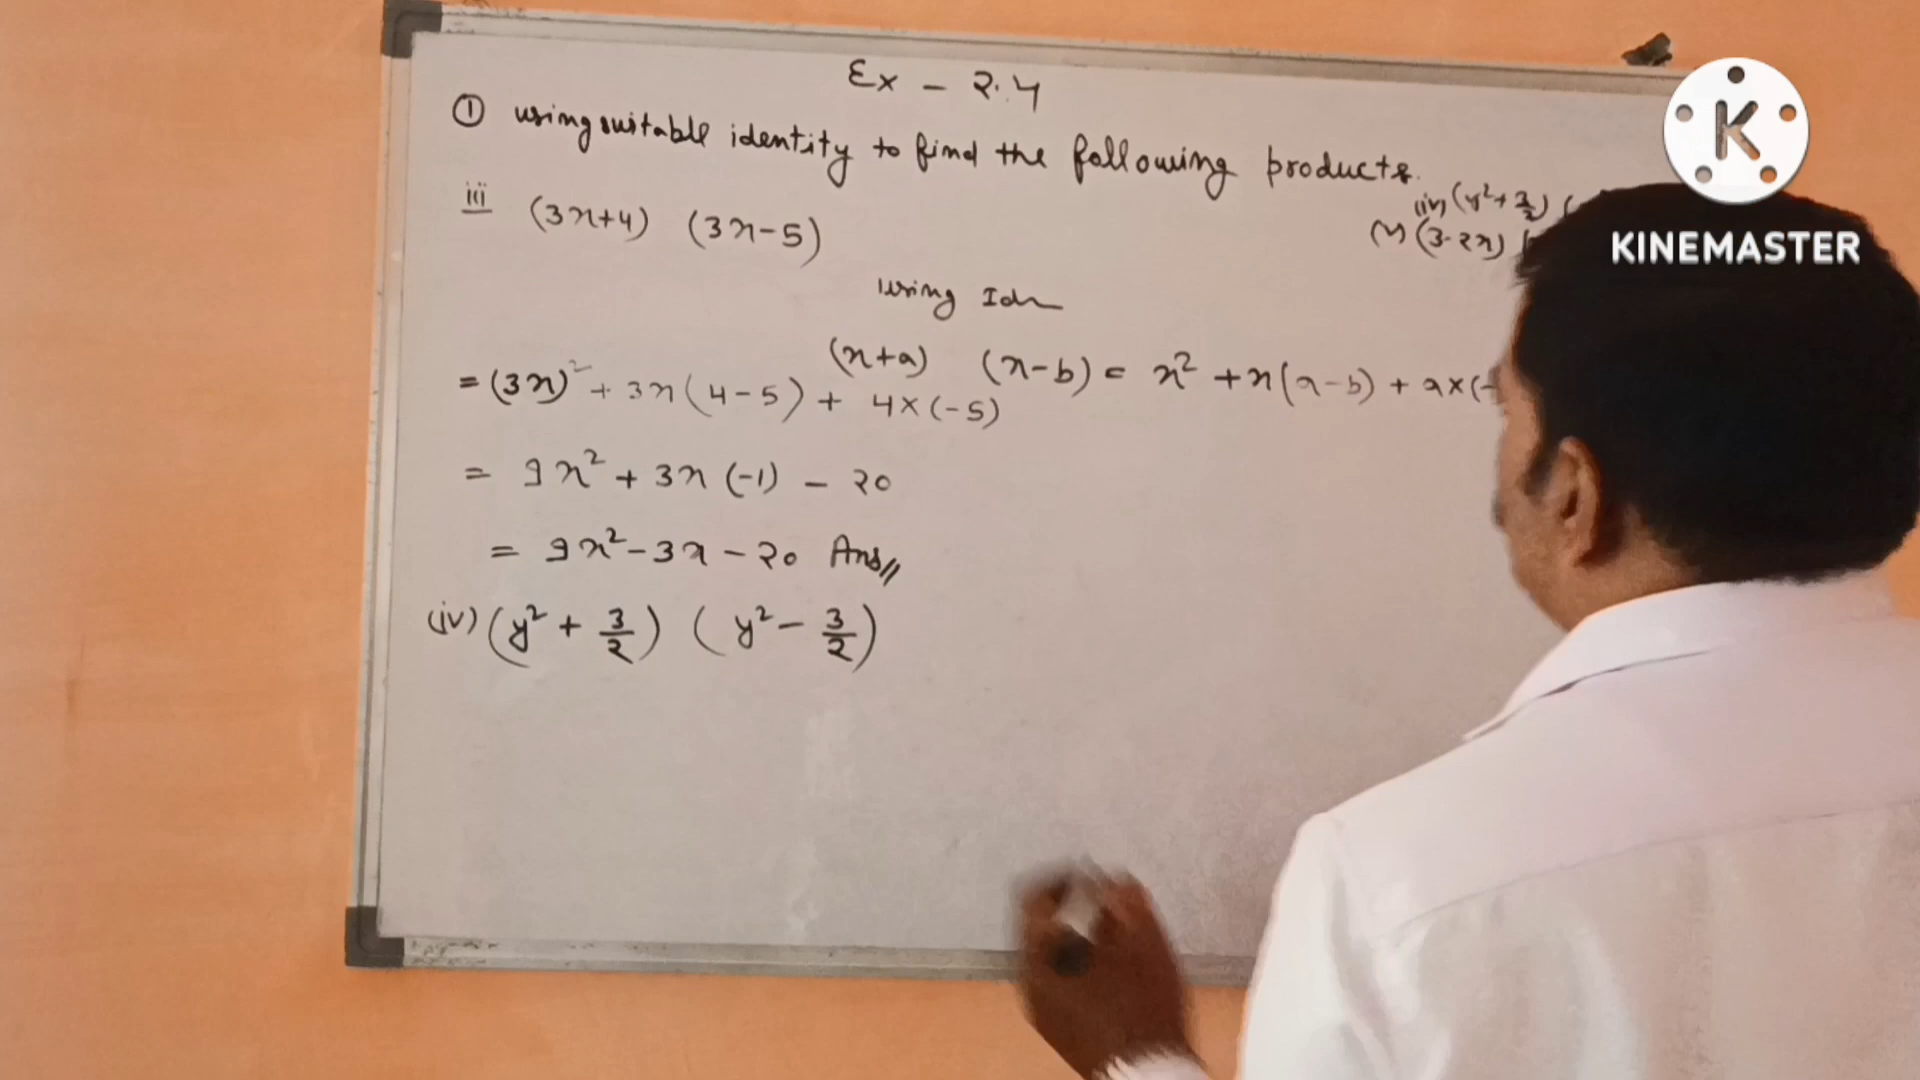 Ex - 2.4
① using suitable identity to find the following products.
iii (3x+4) (3x-5)
(iv) (y²+3/2) (
(v) (3-2x) (
K
KINEMASTER
using Iden
(x+a) (x-b) = x² + x(a-b) + a×(-
= (3x)² + 3x(4-5) + 4×(-5)
= 9x² + 3x (-1) - 20
= 9x² - 3x - 20 Ans//
(iv) (y² + 3/2) (y² - 3/2)